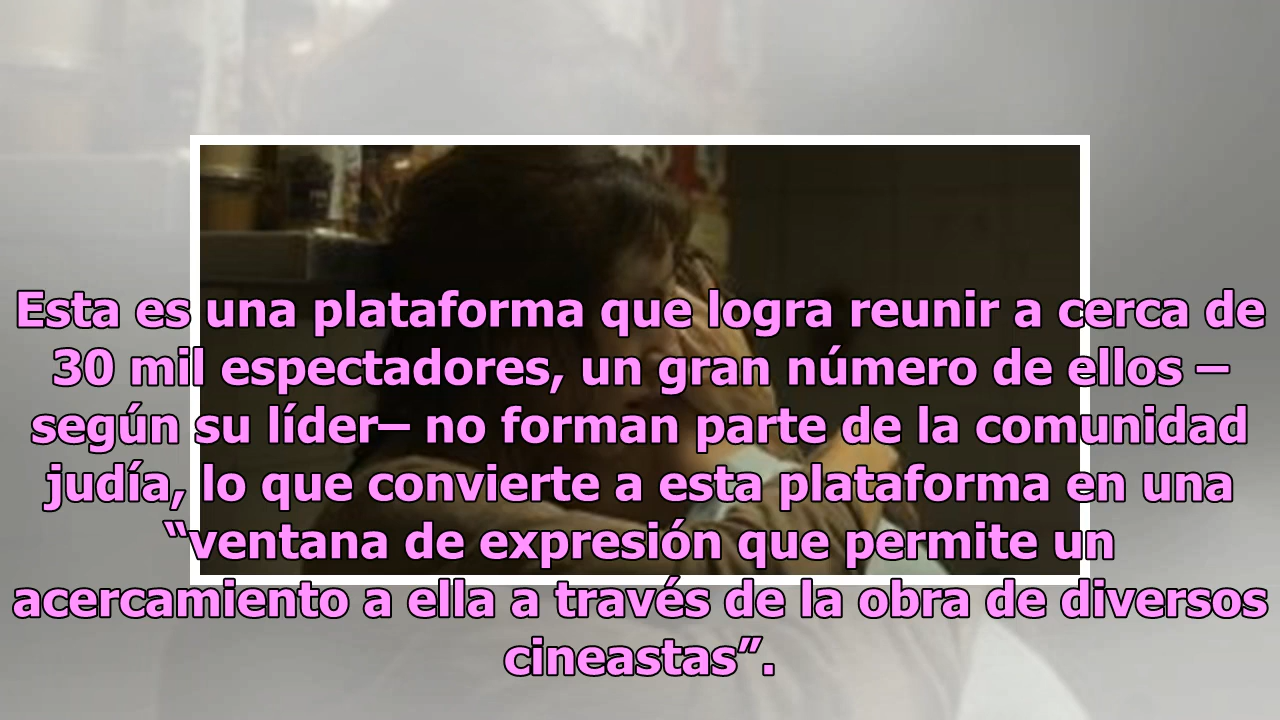 Esta es una plataforma que logra reunir a cerca de
30 mil espectadores, un gran número de ellos –
según su líder– no forman parte de la comunidad
judía, lo que convierte a esta plataforma en una
“ventana de expresión que permite un
acercamiento a ella a través de la obra de diversos
cineastas”.